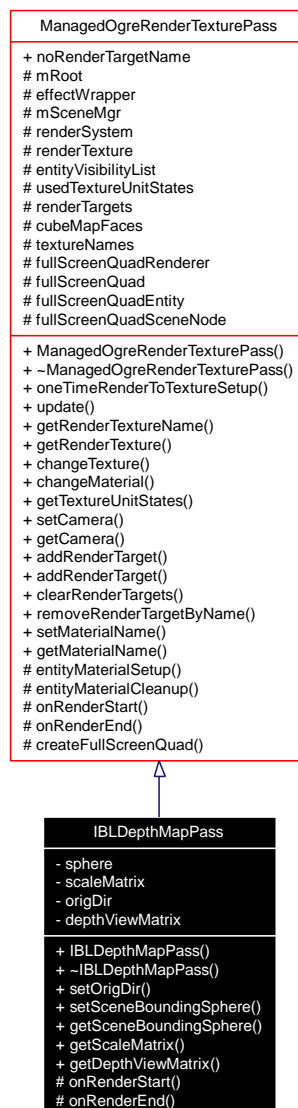 ManagedOgreRenderTexturePass
+ noRenderTargetName
# mRoot
# effectWrapper
# mSceneMgr
# renderSystem
# renderTexture
# entityVisibilityList
# usedTextureUnitStates
# renderTargets
# cubeMapFaces
# textureNames
# fullScreenQuadRenderer
# fullScreenQuad
# fullScreenQuadEntity
# fullScreenQuadSceneNode
+ ManagedOgreRenderTexturePass()
+ ~ManagedOgreRenderTexturePass()
+ oneTimeRenderToTextureSetup()
+ update()
+ getRenderTextureName()
+ getRenderTexture()
+ changeTexture()
+ changeMaterial()
+ getTextureUnitStates()
+ setCamera()
+ getCamera()
+ addRenderTarget()
+ addRenderTarget()
+ clearRenderTargets()
+ removeRenderTargetByName()
+ setMaterialName()
+ getMaterialName()
# entityMaterialSetup()
# entityMaterialCleanup()
# onRenderStart()
# onRenderEnd()
# createFullScreenQuad()
IBLDepthMapPass
- sphere
- scaleMatrix
- origDir
- depthViewMatrix
+ IBLDepthMapPass()
+ ~IBLDepthMapPass()
+ setOrigDir()
+ setSceneBoundingSphere()
+ getSceneBoundingSphere()
+ getScaleMatrix()
+ getDepthViewMatrix()
# onRenderStart()
# onRenderEnd()